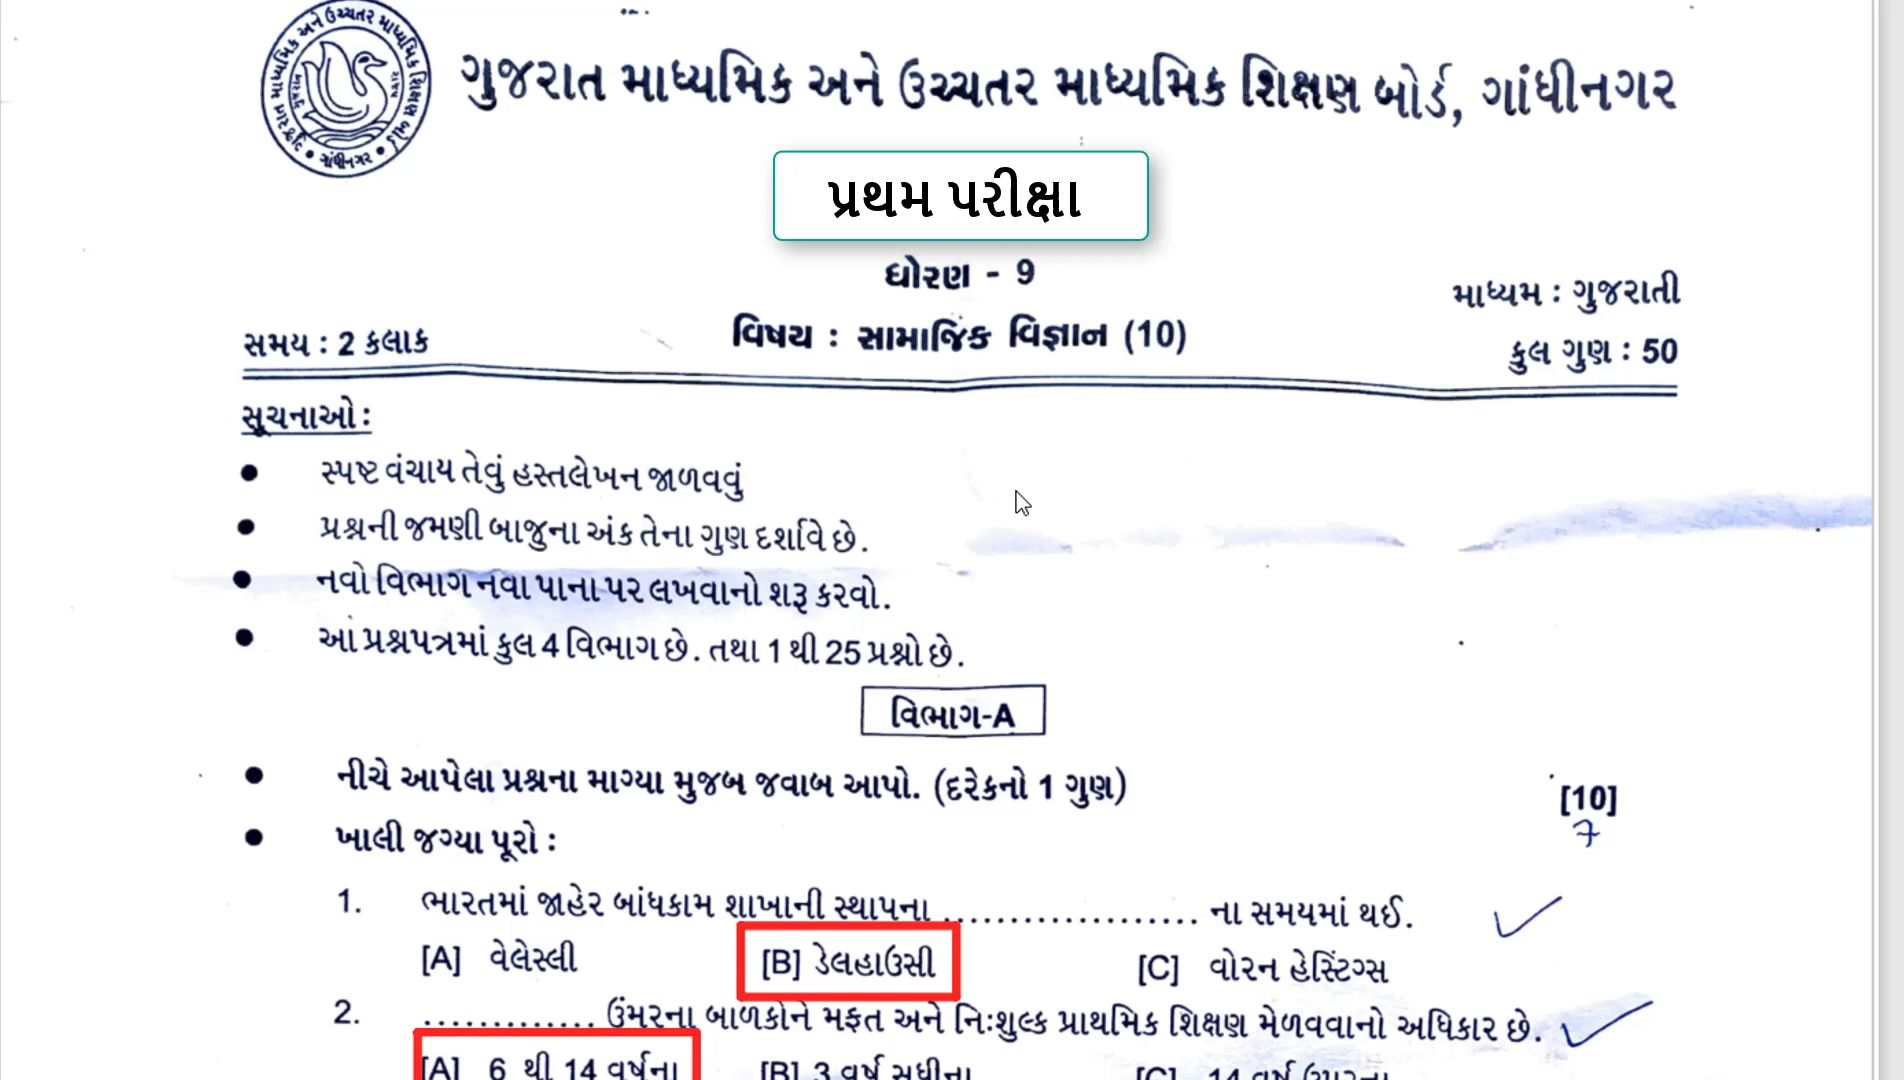 ગુજરાત માધ્યમિક અને ઉચ્ચતર માધ્યમિક શિક્ષણ બોર્ડ, ગાંધીનગર
પ્રથમ પરીક્ષા
ધોરણ - 9
માધ્યમ : ગુજરાતી
સમય : 2 કલાક
વિષય : સામાજિક વિજ્ઞાન (10)
કુલ ગુણ : 50
સૂચનાઓ :
● સ્પષ્ટ વંચાય તેવું હસ્તલેખન જાળવવું
● પ્રશ્નની જમણી બાજુના અંક તેના ગુણ દર્શાવે છે.
● નવો વિભાગ નવા પાના પર લખવાનો શરૂ કરવો.
● આ પ્રશ્નપત્રમાં કુલ 4 વિભાગ છે. તથા 1 થી 25 પ્રશ્નો છે.
વિભાગ-A
● નીચે આપેલા પ્રશ્નના માગ્યા મુજબ જવાબ આપો. (દરેકનો 1 ગુણ) [10]
7
● ખાલી જગ્યા પૂરો :
1. ભારતમાં જાહેર બાંધકામ શાખાની સ્થાપના .................... ના સમયમાં થઈ.
[A] વેલેસ્લી [B] ડેલહાઉસી [C] વોરન હેસ્ટિંગ્સ
2. ............. ઉંમરના બાળકોને મફત અને નિઃશુલ્ક પ્રાથમિક શિક્ષણ મેળવવાનો અધિકાર છે.
[A] 6 થી 14 વર્ષના [B] 3 વર્ષ સુધીના [C] 14 વર્ષ ઉપરના